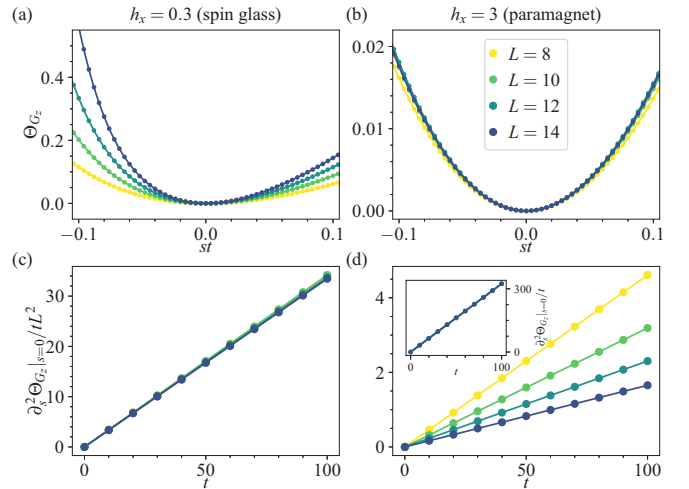 (a) h_x = 0.3 (spin glass)
(b) h_x = 3 (paramagnet)
Θ_{G_z}
0.4
0.2
0.0
−0.1 0.0 0.1
st
0.02
0.01
0.00
−0.1 0.0 0.1
st
L = 8
L = 10
L = 12
L = 14
(c)
∂_s^2 Θ_{G_z}|_{s=0}/tL^2
30
20
10
0
0 50 100
t
(d)
4
2
0
0 50 100
t
300
0
0 100
t
∂_s^2 Θ_{G_z}|_{s=0}/t